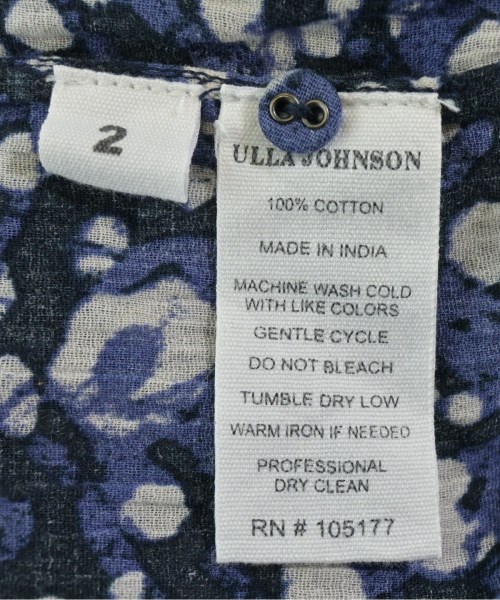 2
ULLA JOHNSON
100% COTTON
MADE IN INDIA
MACHINE WASH COLD
WITH LIKE COLORS
GENTLE CYCLE
DO NOT BLEACH
TUMBLE DRY LOW
WARM IRON IF NEEDED
PROFESSIONAL
DRY CLEAN
RN # 105177